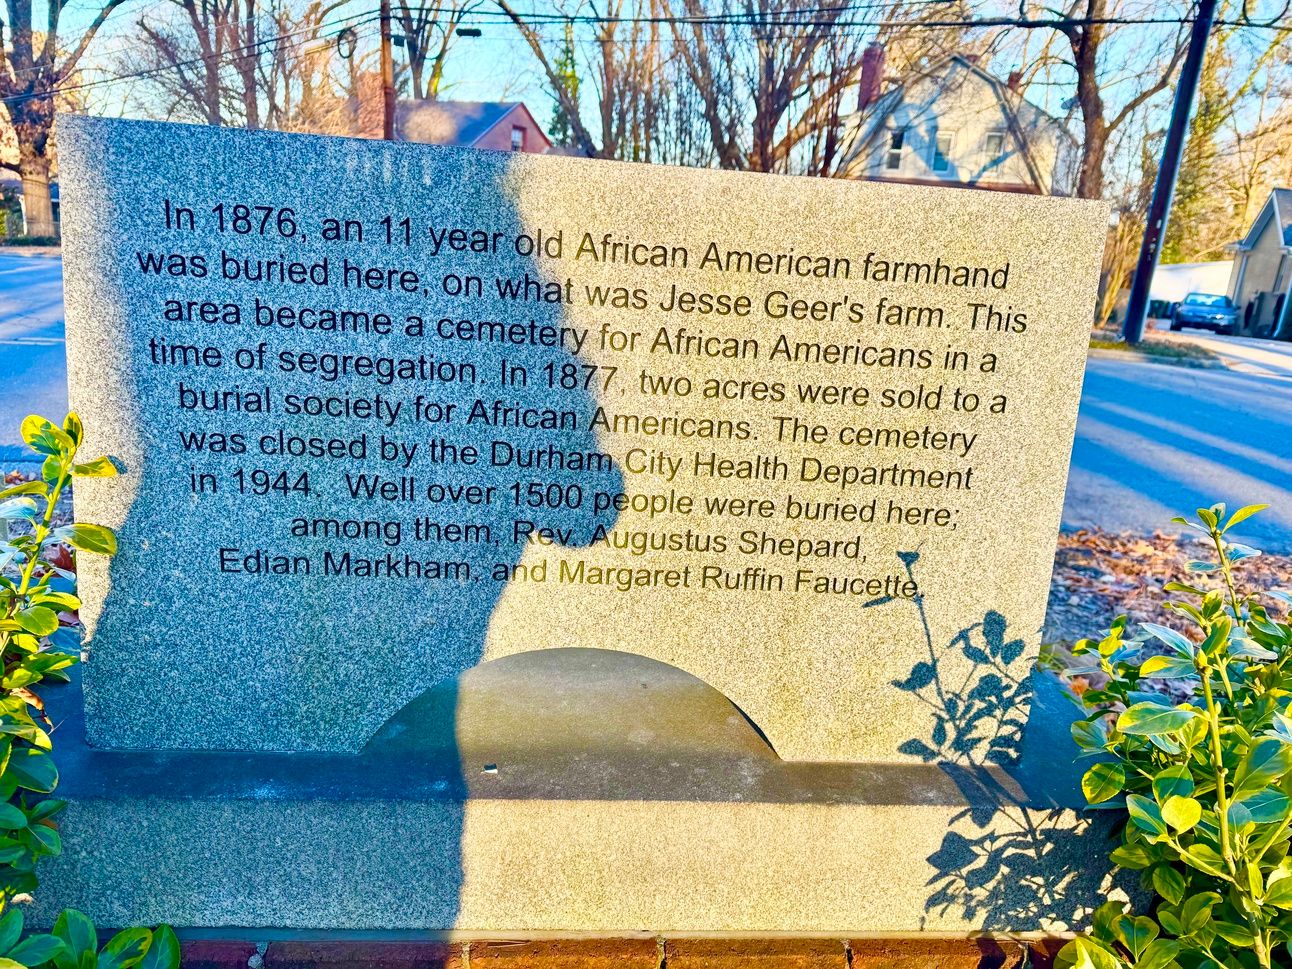 In 1876, an 11 year old African American farmhand
was buried here, on what was Jesse Geer's farm. This
area became a cemetery for African Americans in a
time of segregation. In 1877, two acres were sold to a
burial society for African Americans. The cemetery
was closed by the Durham City Health Department
in 1944. Well over 1500 people were buried here;
among them, Rev. Augustus Shepard,
Edian Markham, and Margaret Ruffin Faucette.